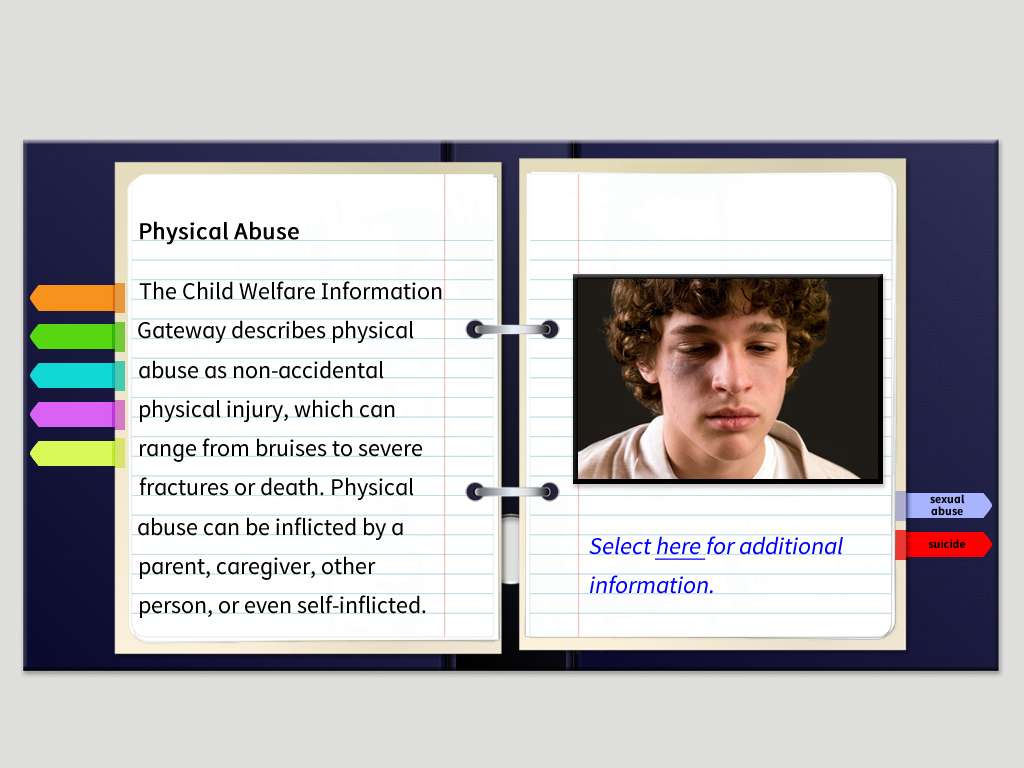 Physical Abuse
The Child Welfare Information
Gateway describes physical
abuse as non-accidental
physical injury, which can
range from bruises to severe
fractures or death. Physical
abuse can be inflicted by a
parent, caregiver, other
person, or even self-inflicted.
Select here for additional
information.
sexual
abuse
suicide